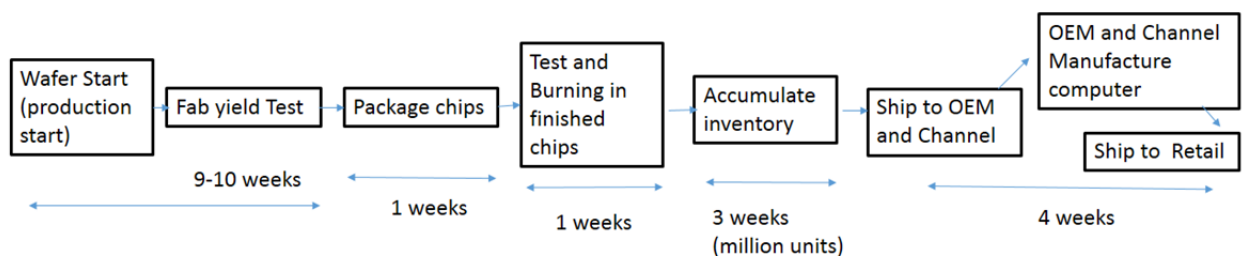 Wafer Start
(production
start)
Fab yield Test
Package chips
Test and
Burning in
finished
chips
Accumulate
inventory
Ship to OEM
and Channel
OEM and Channel
Manufacture
computer
Ship to Retail
9-10 weeks
1 weeks
1 weeks
3 weeks
(million units)
4 weeks